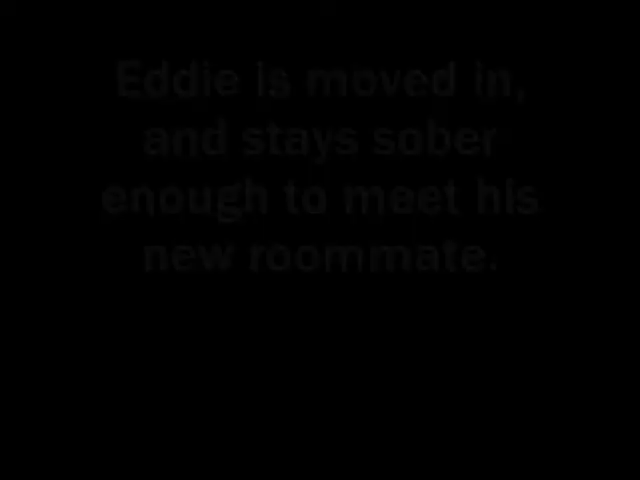 Eddie is moved in,
and stays sober
enough to meet his
new roommate.